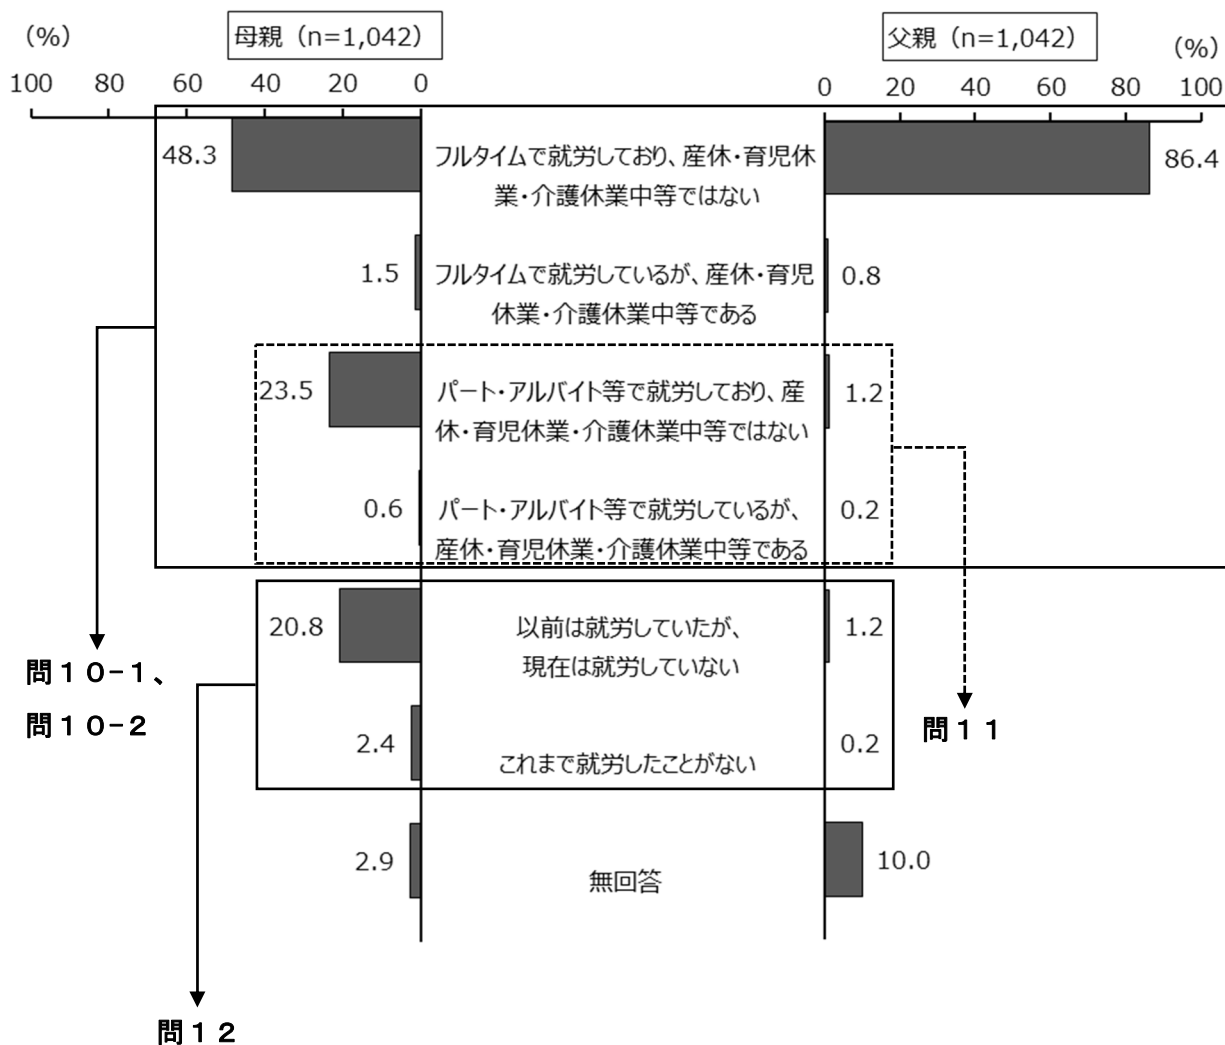 母親（n=1,042）
父親（n=1,042）
（%）
（%）
100 80 60 40 20 0
0 20 40 60 80 100
48.3
フルタイムで就労しており、産休・育児休
業・介護休業中等ではない
86.4
1.5
フルタイムで就労しているが、産休・育児
休業・介護休業中等である
0.8
23.5
パート・アルバイト等で就労しており、産
休・育児休業・介護休業中等ではない
1.2
0.6
パート・アルバイト等で就労しているが、
産休・育児休業・介護休業中等である
0.2
20.8
以前は就労していたが、
現在は就労していない
1.2
問１０-１、
問１０-２
問１１
2.4
これまで就労したことがない
0.2
2.9
無回答
10.0
問１２